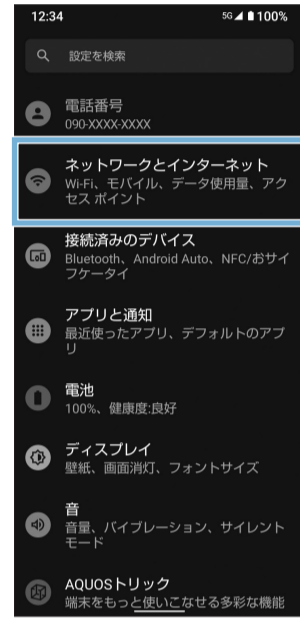 12:34 5G 100%
設定を検索
電話番号
090-XXXX-XXXX
ネットワークとインターネット
Wi-Fi、モバイル、データ使用量、アク
セス ポイント
接続済みのデバイス
Bluetooth、Android Auto、NFC/おサイ
フケータイ
アプリと通知
最近使ったアプリ、デフォルトのアプ
リ
電池
100%、健康度:良好
ディスプレイ
壁紙、画面消灯、フォントサイズ
音
音量、バイブレーション、サイレント
モード
AQUOSトリック
端末をもっと使いこなせる多彩な機能